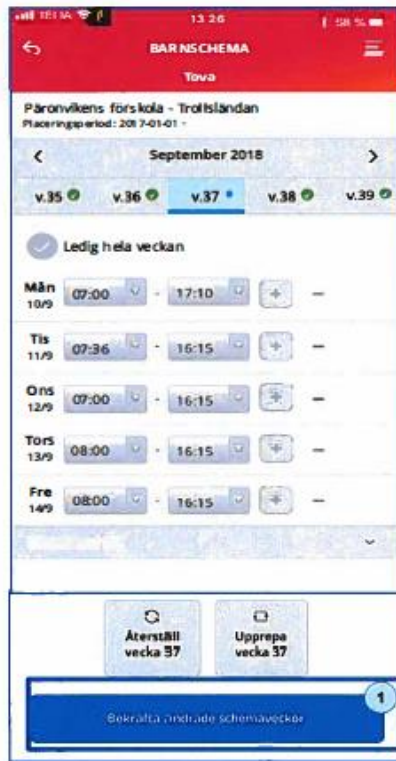 TELIA 13 26 58 %
BARNSCHEMA
Tova
Päronvikens förskola - Trollsländan
Placeringsperiod: 2017-01-01 -
< September 2018 >
v.35 v.36 v.37 v.38 v.39
Ledig hela veckan
Mån 07:00 - 17:10 + -
10/9
Tis 07:36 - 16:15 + -
11/9
Ons 07:00 - 16:15 + -
12/9
Tors 08:00 - 16:15 + -
13/9
Fre 08:00 - 16:15 + -
14/9
Återställ
vecka 37
Upprepa
vecka 37
1
Bekräfta ändrade schemaveckor